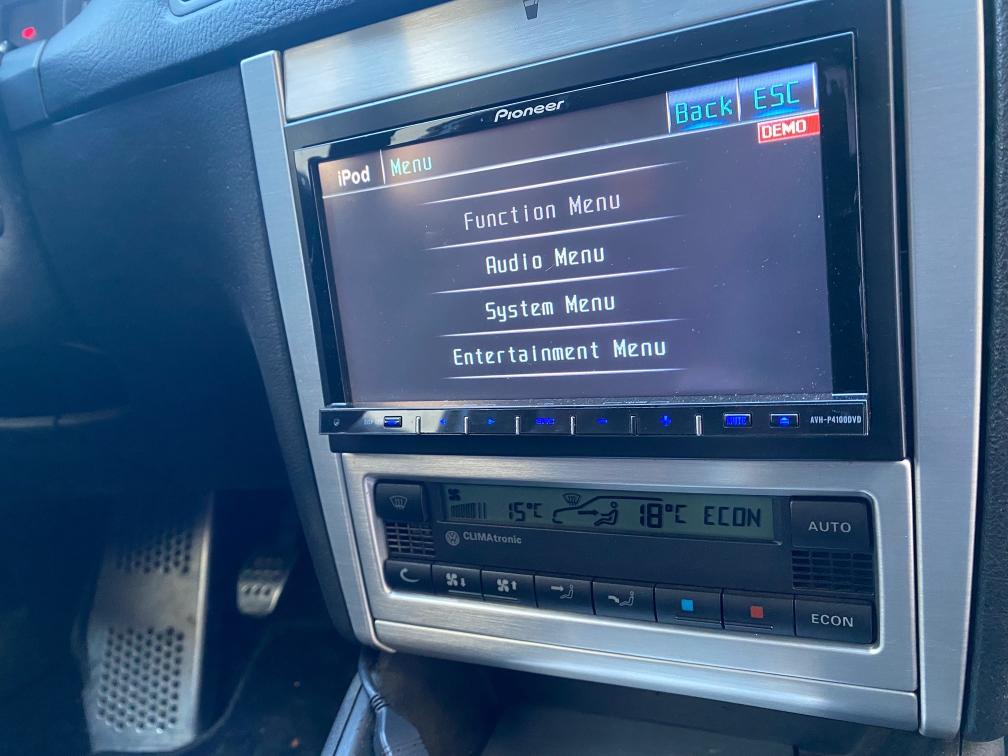 Pioneer
Back ESC
DEMO
iPod Menu
Function Menu
Audio Menu
System Menu
Entertainment Menu
MUTE
AVH-P4100DVD
15°C 18°C ECON
AUTO
CLIMAtronic
ECON